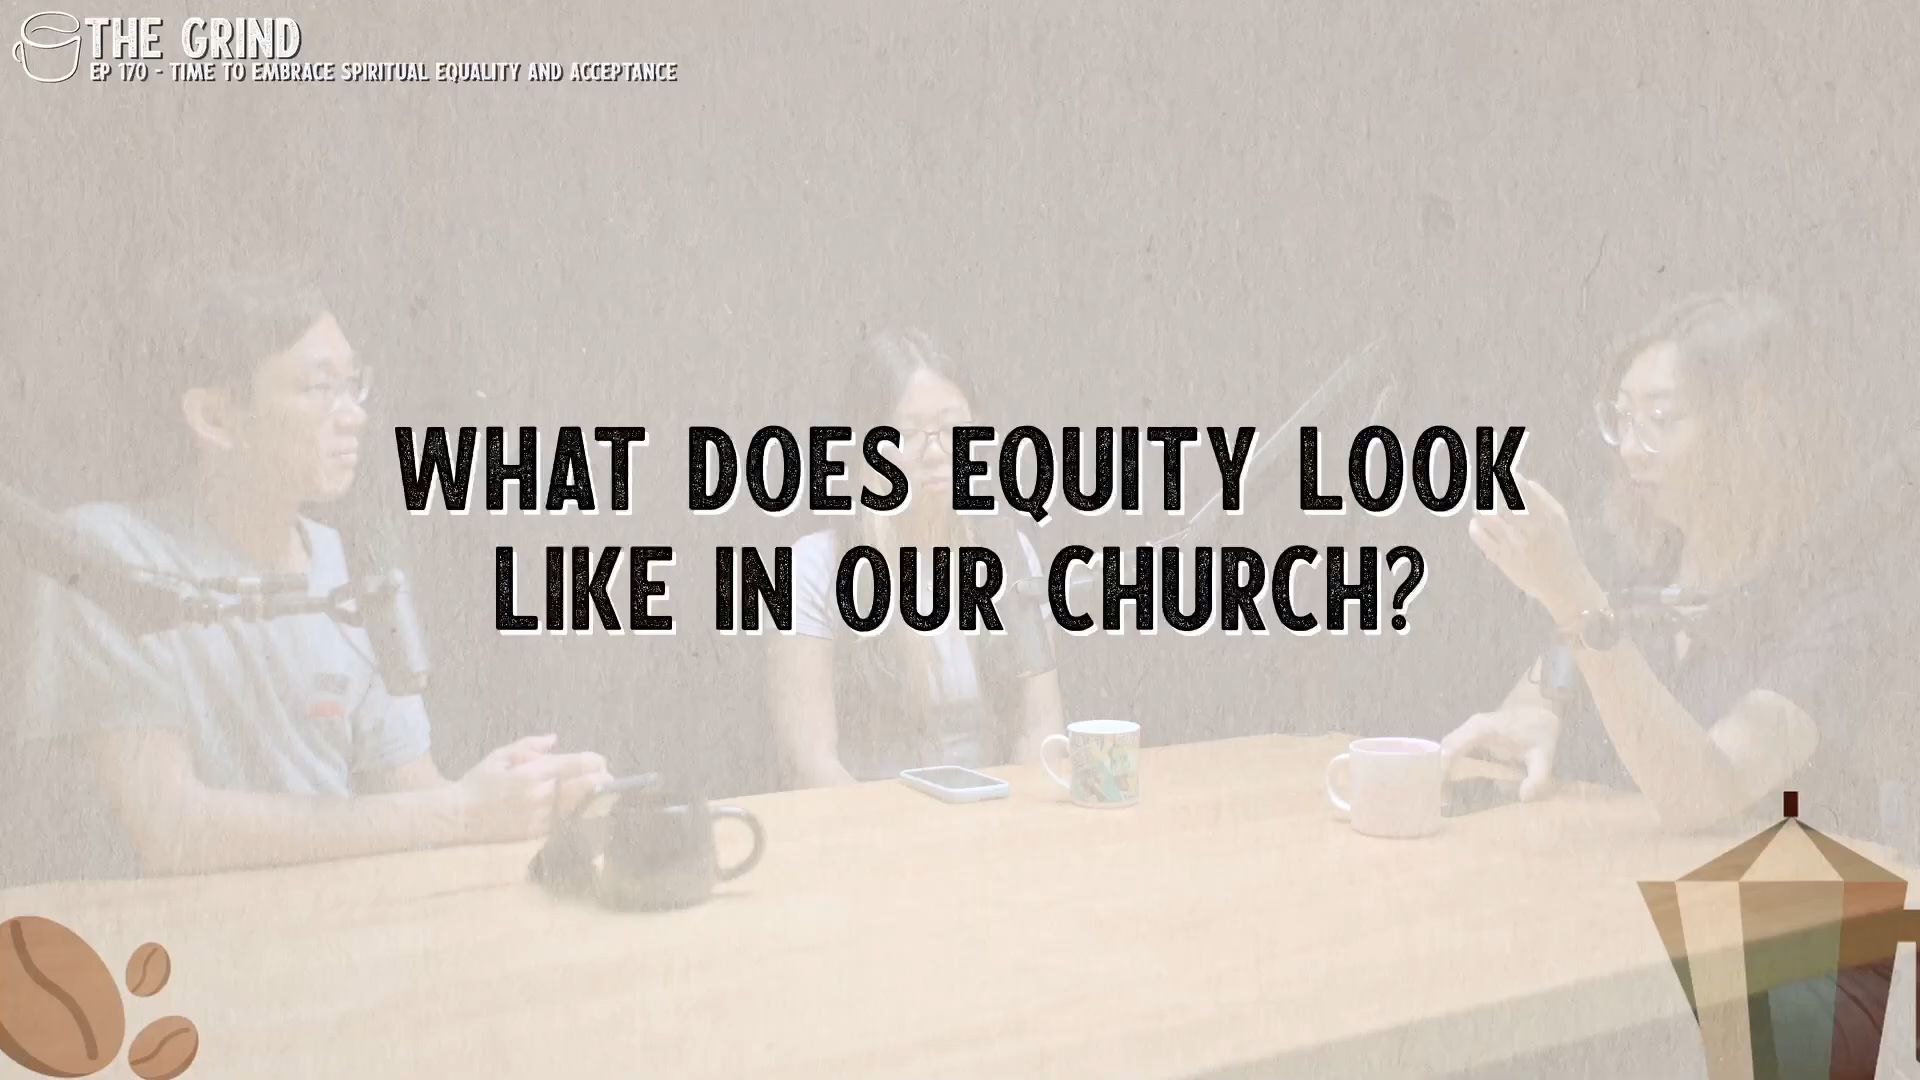 THE GRIND
EP 170 - TIME TO EMBRACE SPIRITUAL EQUALITY AND ACCEPTANCE
WHAT DOES EQUITY LOOK
LIKE IN OUR CHURCH?